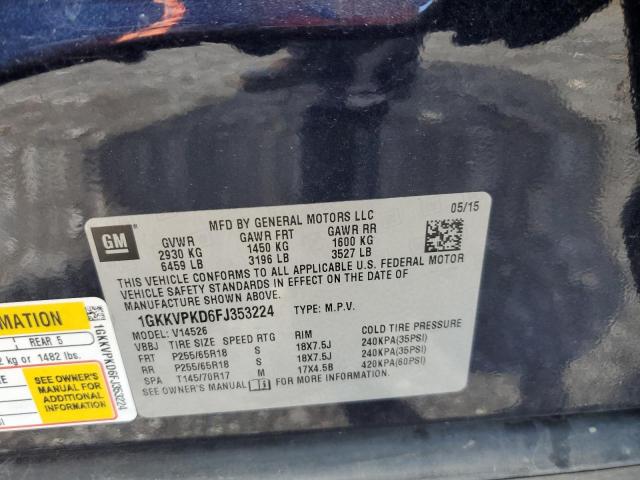 MFD BY GENERAL MOTORS LLC
05/15
GM
GVWR GAWR FRT GAWR RR
2930 KG 1450 KG 1600 KG
6459 LB 3196 LB 3527 LB
THIS VEHICLE CONFORMS TO ALL APPLICABLE U.S. FEDERAL MOTOR
VEHICLE SAFETY STANDARDS IN EFFECT ON THE DATE OF
MANUFACTURE SHOWN ABOVE.
1GKKVPKD6FJ353224 TYPE: M.P.V.
MODEL: V14526
VBBJ TIRE SIZE SPEED RTG RIM COLD TIRE PRESSURE
FRT P255/65R18 S 18X7.5J 240KPA(35PSI)
RR P255/65R18 S 18X7.5J 240KPA(35PSI)
SPA T145/70R17 M 17X4.5B 420KPA(60PSI)
SEE OWNER'S MANUAL FOR MORE INFORMATION.
MATION
REAR 5
kg or 1482 lbs.
SEE OWNER'S
MANUAL FOR
ADDITIONAL
INFORMATION
1GKKVPKD6FJ353224